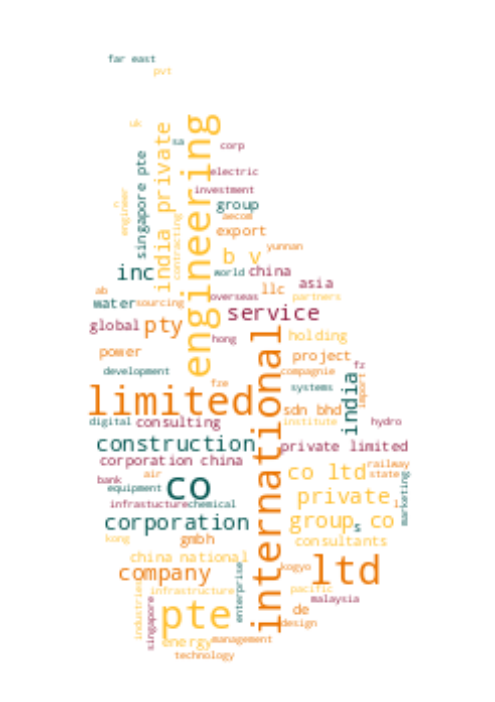 far east
pvt
uk
sa
corp
engineering
india private
singapore pte
electric
investment
engineer
n
group
aecom
contracting
export
yunnan
b v
inc
world
china
asia
ab
llc
water
sourcing
overseas
partners
service
global
pty
hong
holding
international
power
project
development
compagnie
fz
fze
systems
import
india
limited
sdn bhd
digital
consulting
institute
hydro
construction
private limited
corporation china
railway
air
co ltd
state
bank
equipment
co
private
marketing
infrastucture
chemical
l
corporation
group co
s
kong
gmbh
consultants
china national
company
kogyo
ltd
enterprise
industries
infrastructure
pacific
singapore
malaysia
pte
de
design
energy
management
technology